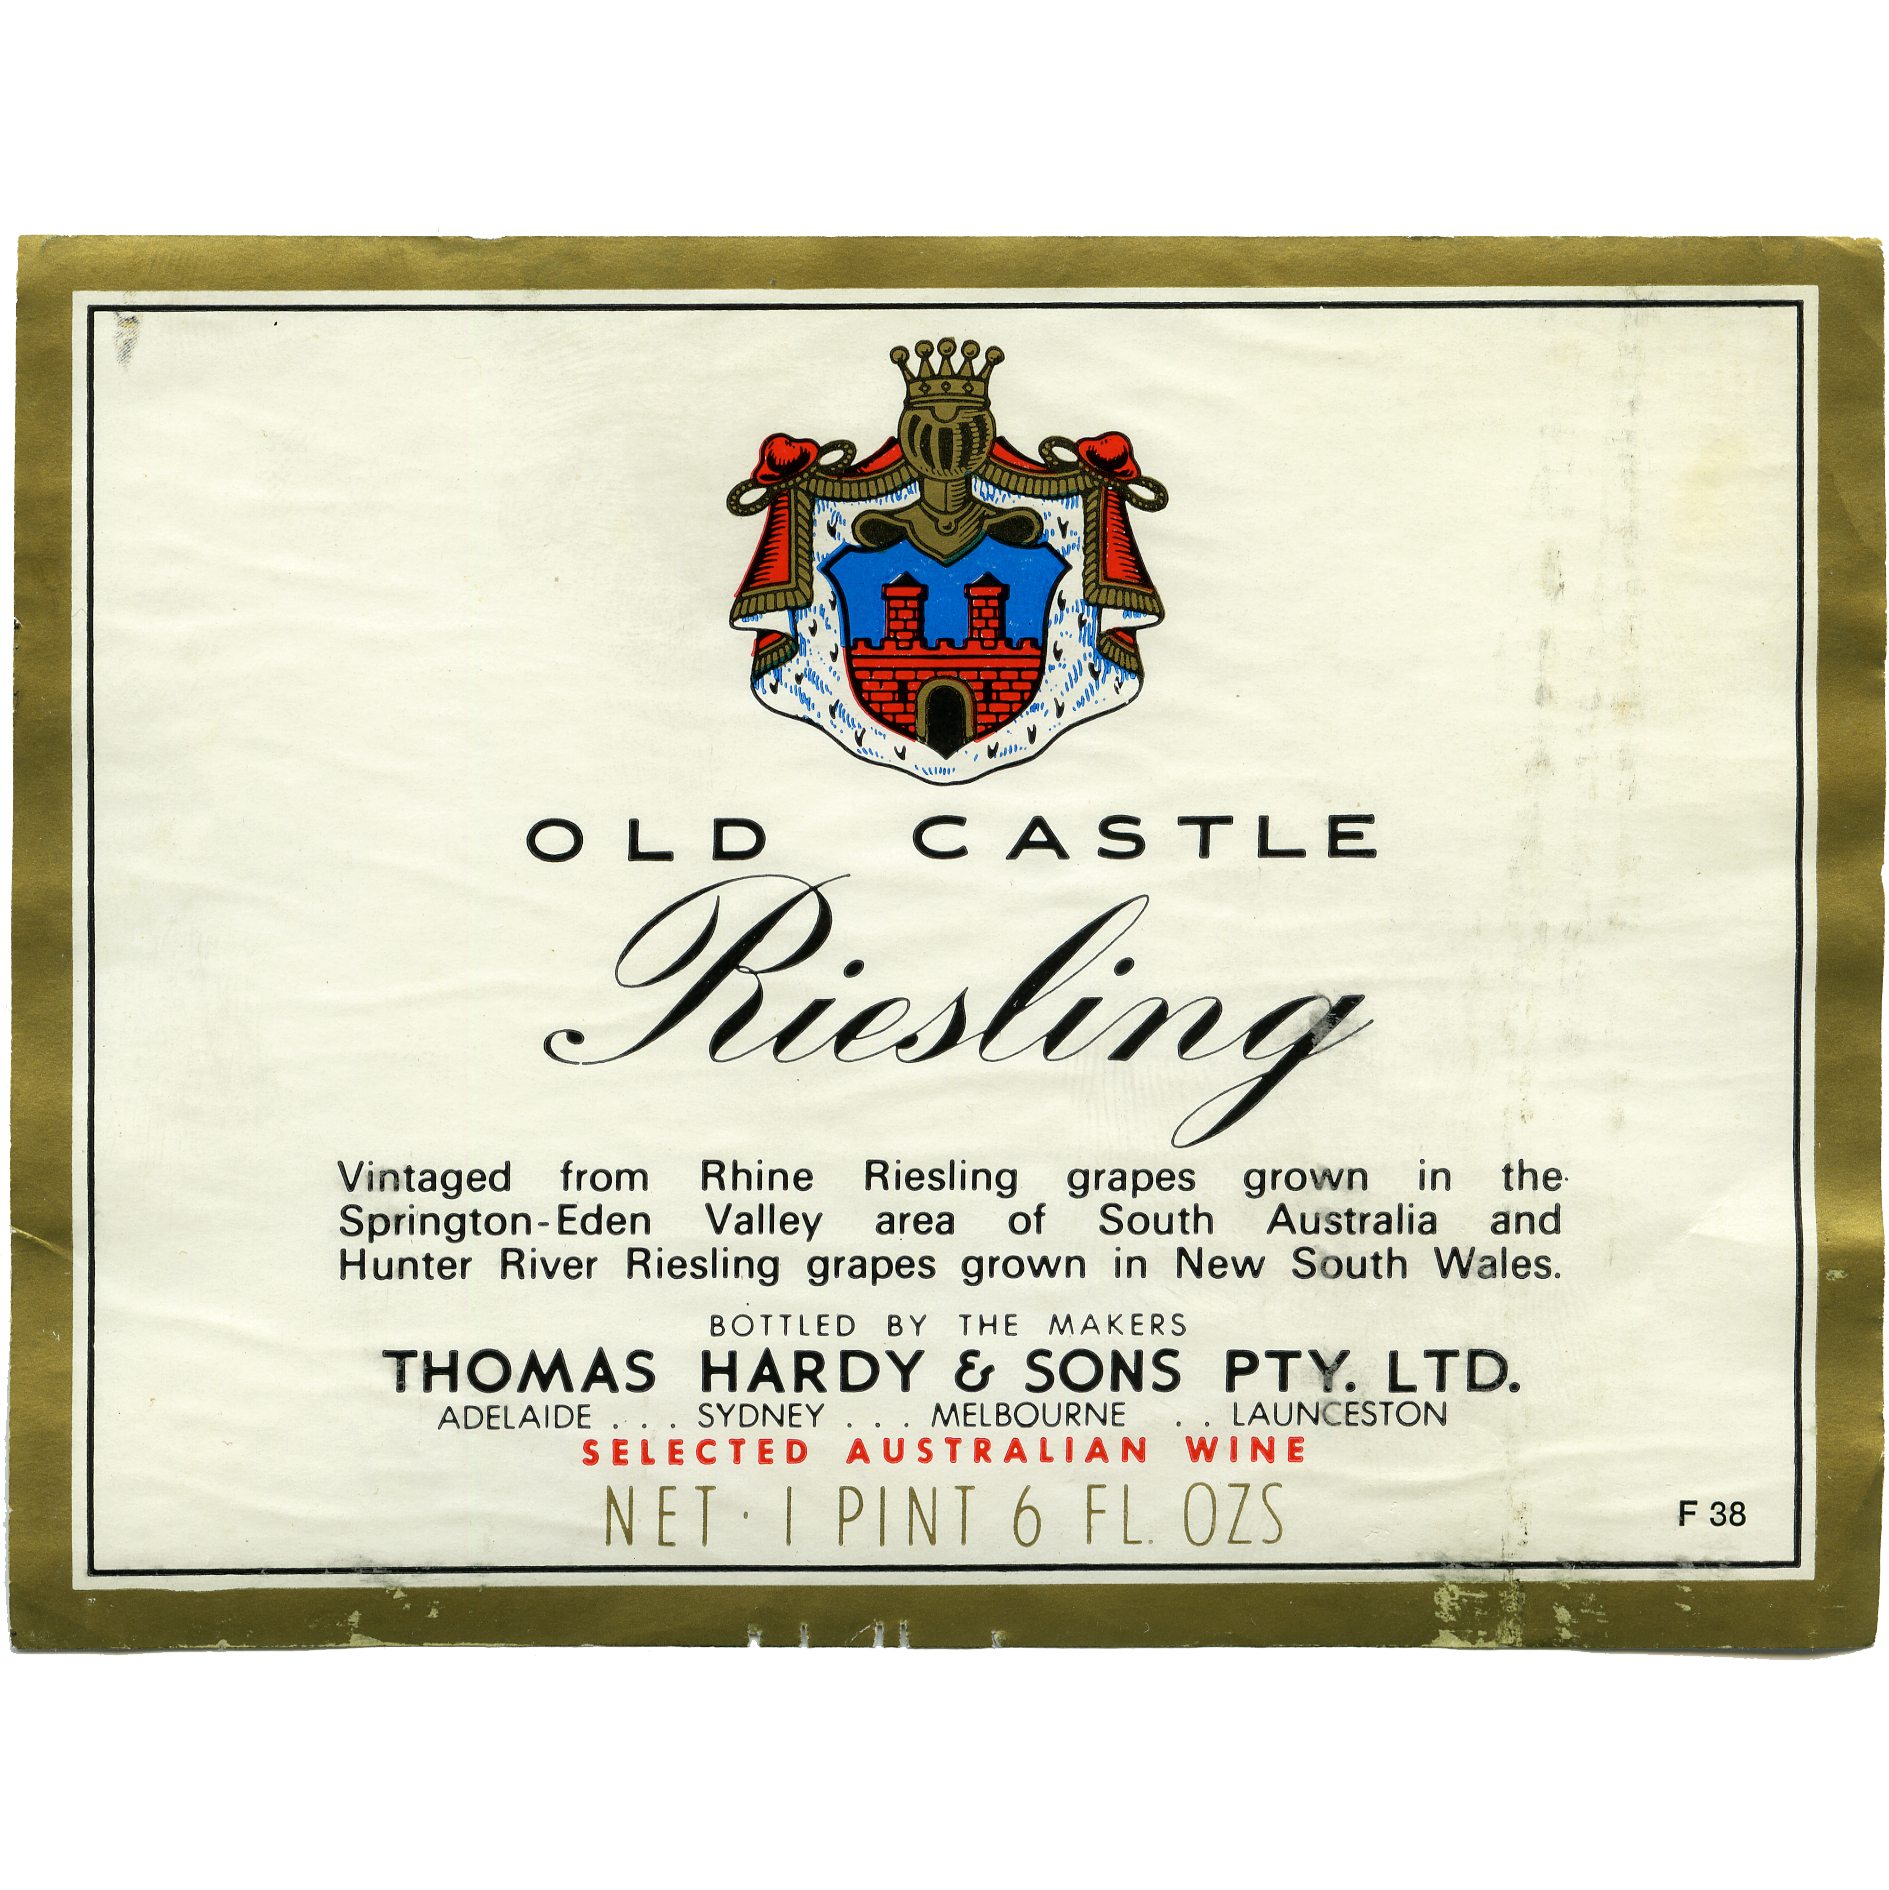 OLD CASTLE
Riesling
Vintaged from Rhine Riesling grapes grown in the
Springton-Eden Valley area of South Australia and
Hunter River Riesling grapes grown in New South Wales.
BOTTLED BY THE MAKERS
THOMAS HARDY & SONS PTY. LTD.
ADELAIDE . . . SYDNEY . . . MELBOURNE . . LAUNCESTON
SELECTED AUSTRALIAN WINE
NET · 1 PINT 6 FL. OZS
F 38